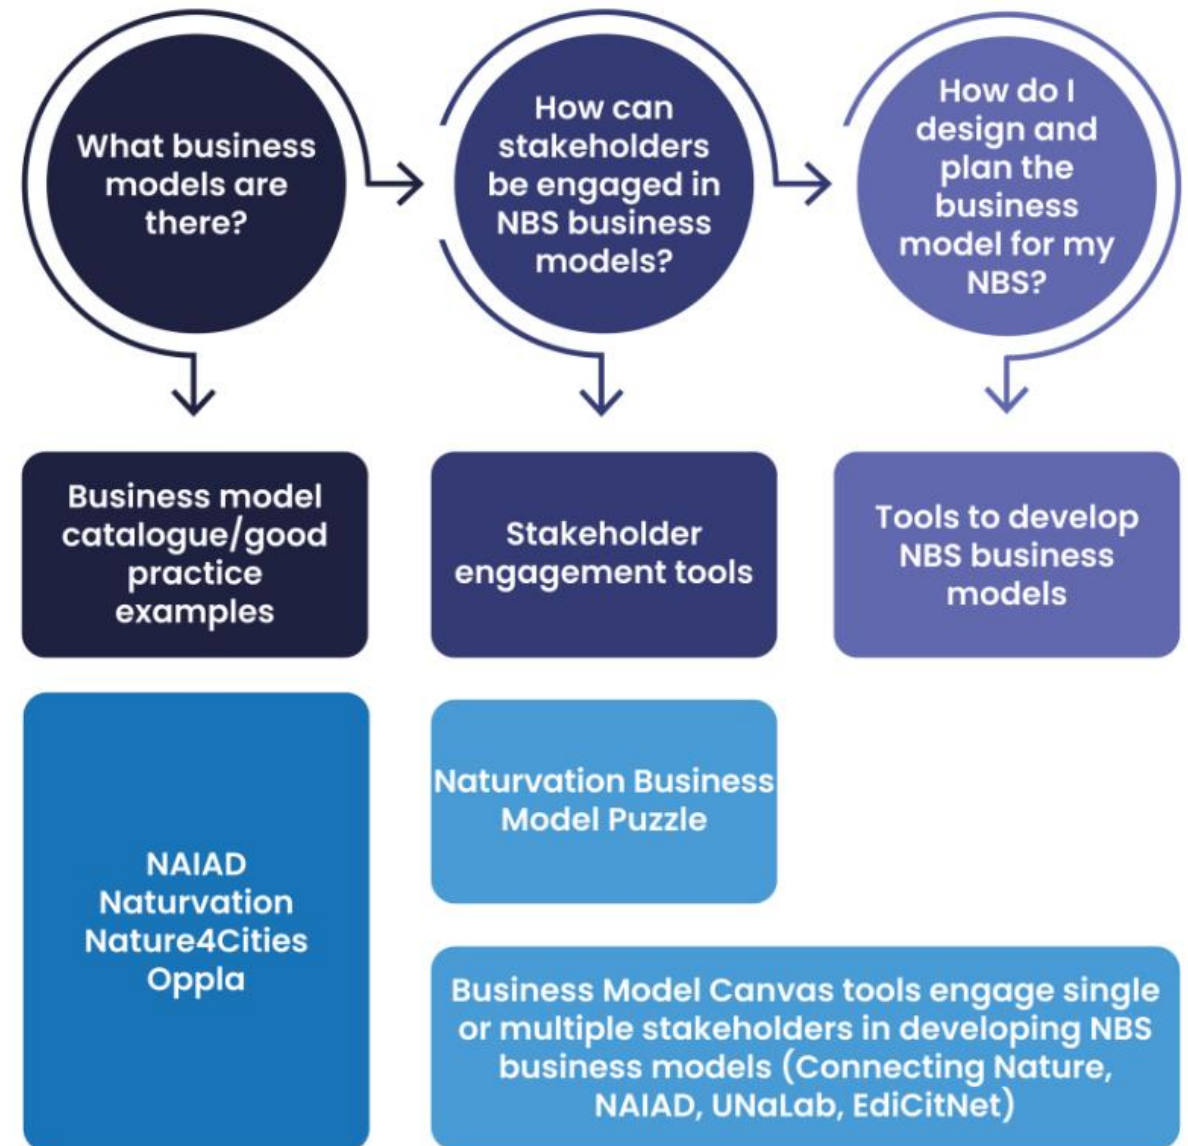 What business
models are
there?
How can
stakeholders
be engaged in
NBS business
models?
How do I
design and
plan the
business
model for my
NBS?
Business model
catalogue/good
practice
examples
Stakeholder
engagement tools
Tools to develop
NBS business
models
NAIAD
Naturvation
Nature4Cities
Oppla
Naturvation Business
Model Puzzle
Business Model Canvas tools engage single
or multiple stakeholders in developing NBS
business models (Connecting Nature,
NAIAD, UNaLab, EdiCitNet)